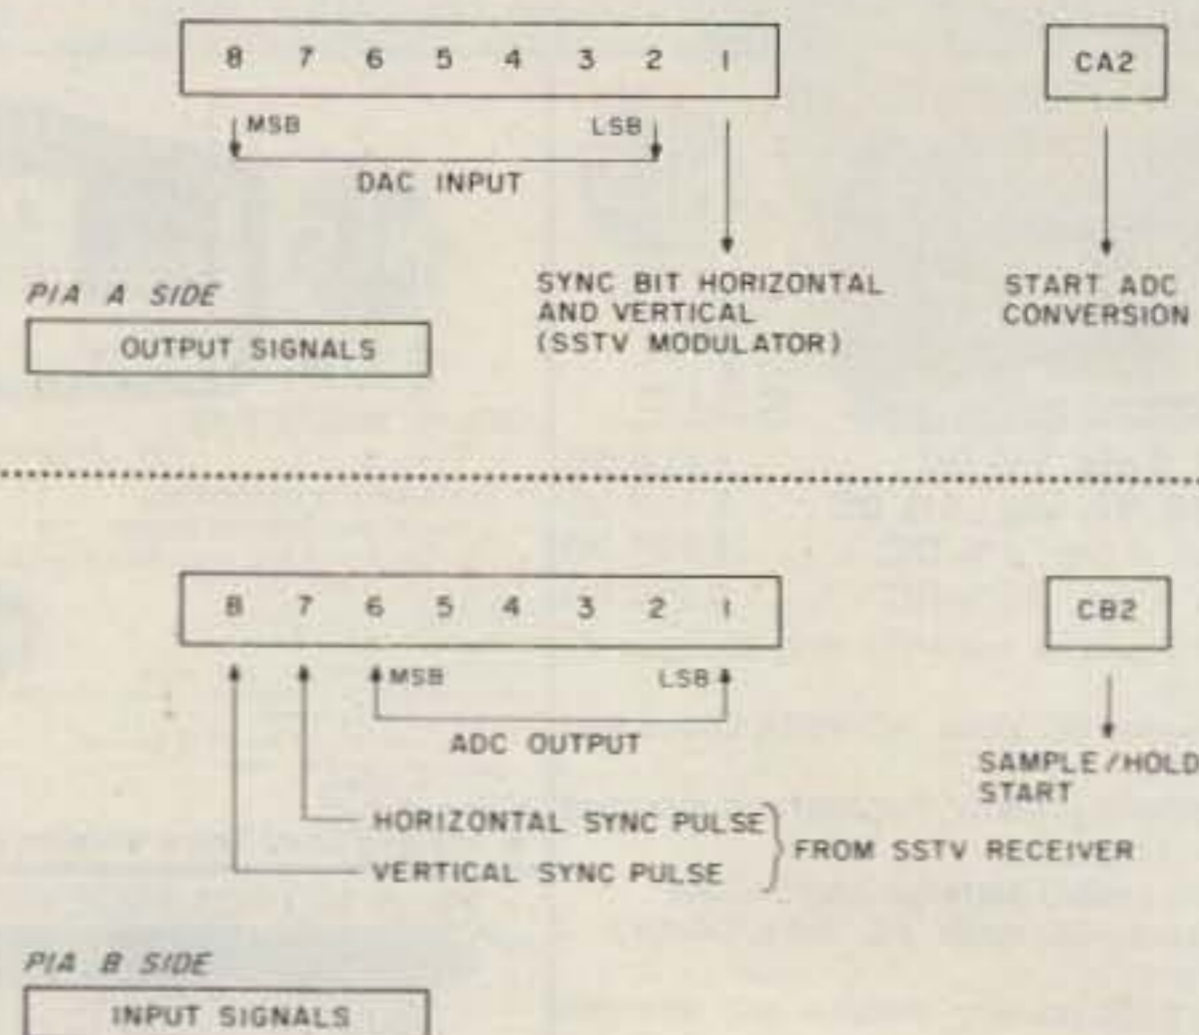 8 7 6 5 4 3 2 1
CA2
MSB
LSB
DAC INPUT
SYNC BIT HORIZONTAL
AND VERTICAL
(SSTV MODULATOR)
START ADC
CONVERSION
PIA A SIDE
OUTPUT SIGNALS
8 7 6 5 4 3 2 1
CB2
MSB
LSB
ADC OUTPUT
SAMPLE/HOLD
START
HORIZONTAL SYNC PULSE
VERTICAL SYNC PULSE
FROM SSTV RECEIVER
PIA B SIDE
INPUT SIGNALS